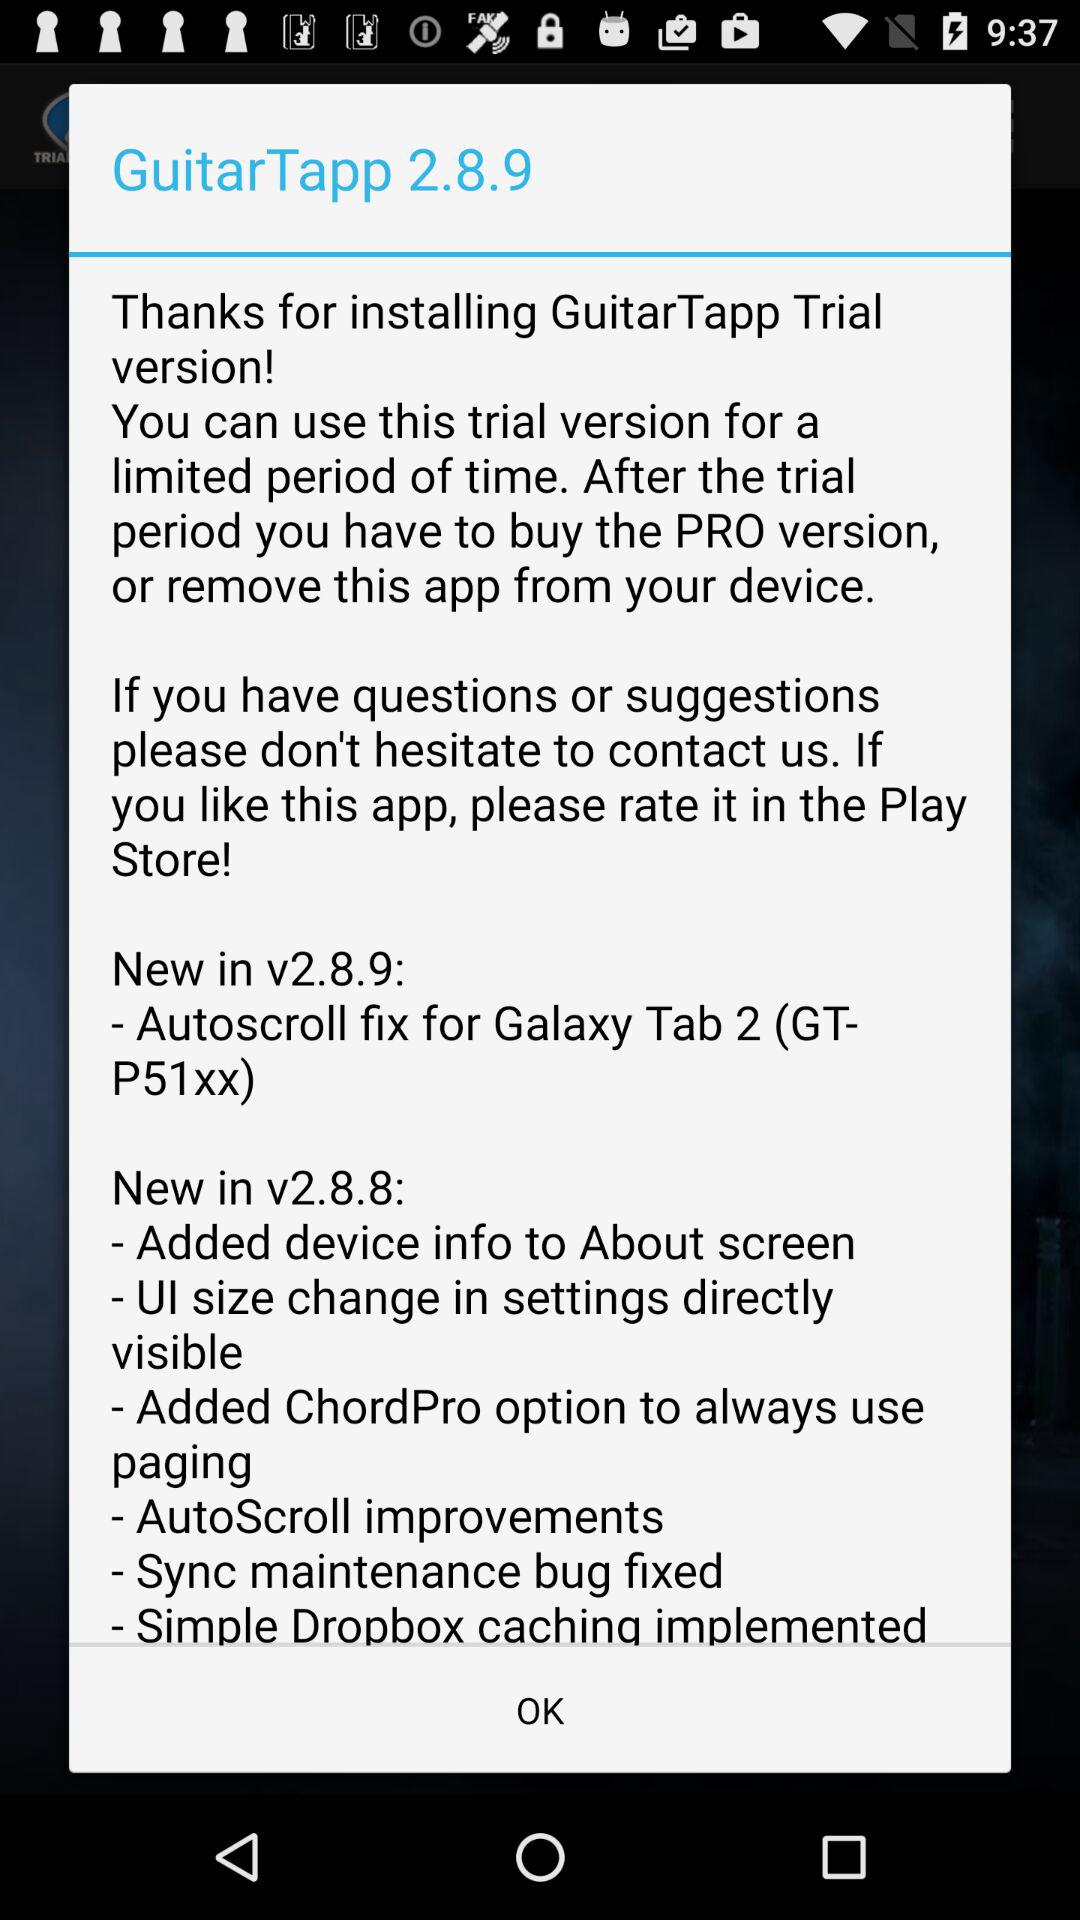 FAKE
9:37
TRIAL
GuitarTapp 2.8.9
Thanks for installing GuitarTapp Trial
version!
You can use this trial version for a
limited period of time. After the trial
period you have to buy the PRO version,
or remove this app from your device.
If you have questions or suggestions
please don't hesitate to contact us. If
you like this app, please rate it in the Play
Store!
New in v2.8.9:
- Autoscroll fix for Galaxy Tab 2 (GT-
P51xx)
New in v2.8.8:
- Added device info to About screen
- UI size change in settings directly
visible
- Added ChordPro option to always use
paging
- AutoScroll improvements
- Sync maintenance bug fixed
- Simple Dropbox caching implemented
OK